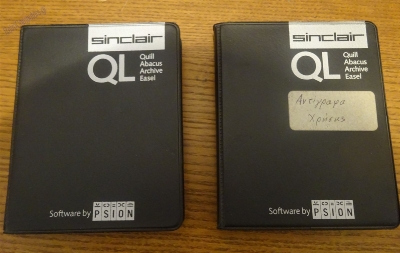 sinclair
QL
Quill
Abacus
Archive
Easel
Software by PSION
sinclair
QL
Quill
Abacus
Archive
Easel
Αντίγραφα
Χρήσης
Software by PSION